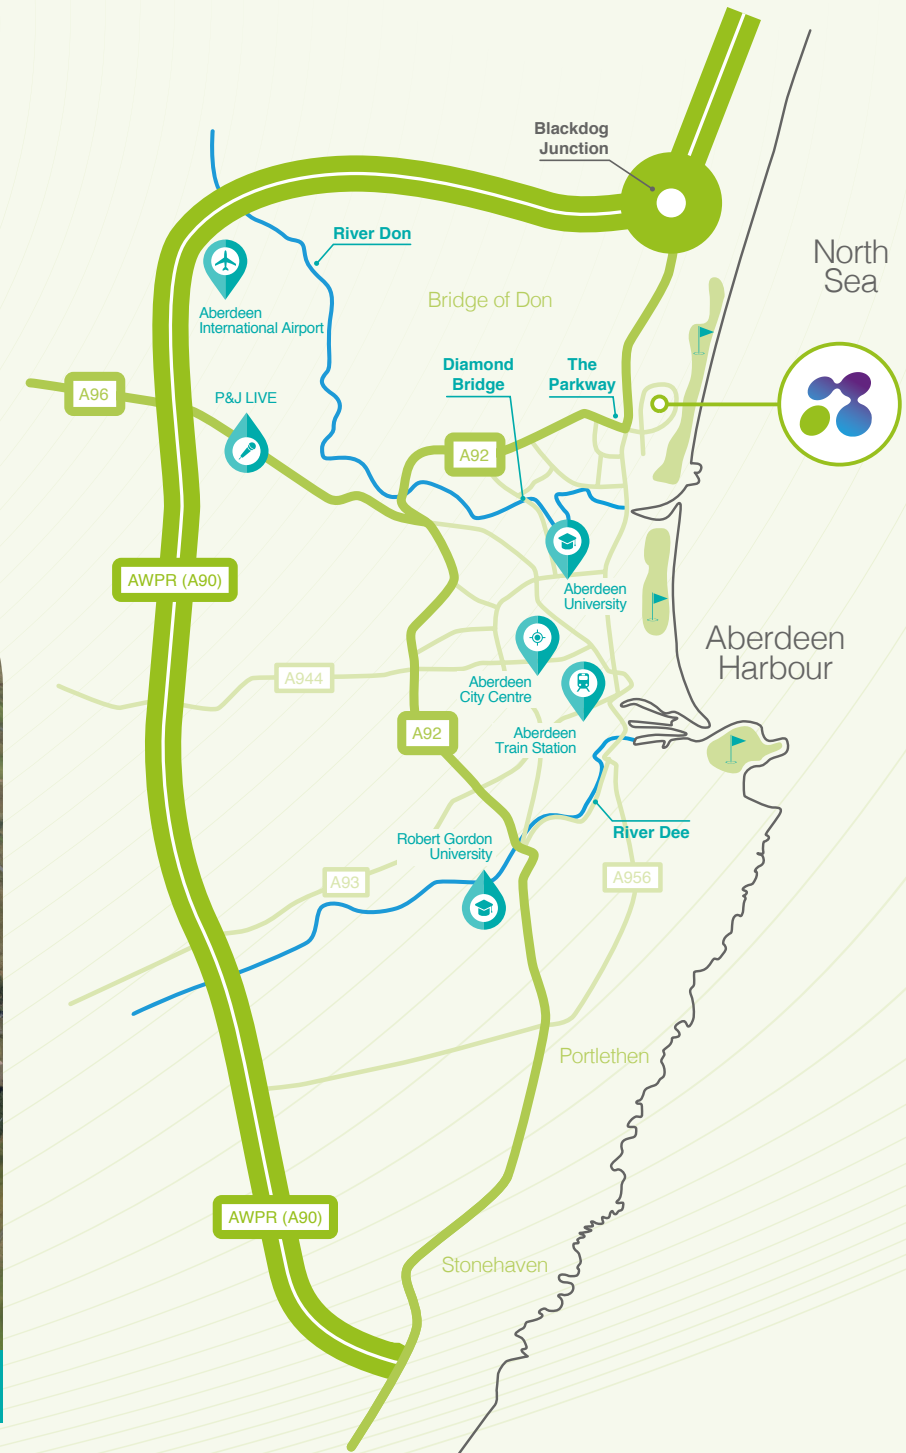 Blackdog
Junction
North
Sea
River Don
Bridge of Don
Aberdeen
International Airport
Diamond
Bridge
The
Parkway
A96
P&J LIVE
A92
AWPR (A90)
Aberdeen
University
Aberdeen
Harbour
A944
Aberdeen
City Centre
A92
Aberdeen
Train Station
River Dee
Robert Gordon
University
A93
A956
Portlethen
AWPR (A90)
Stonehaven